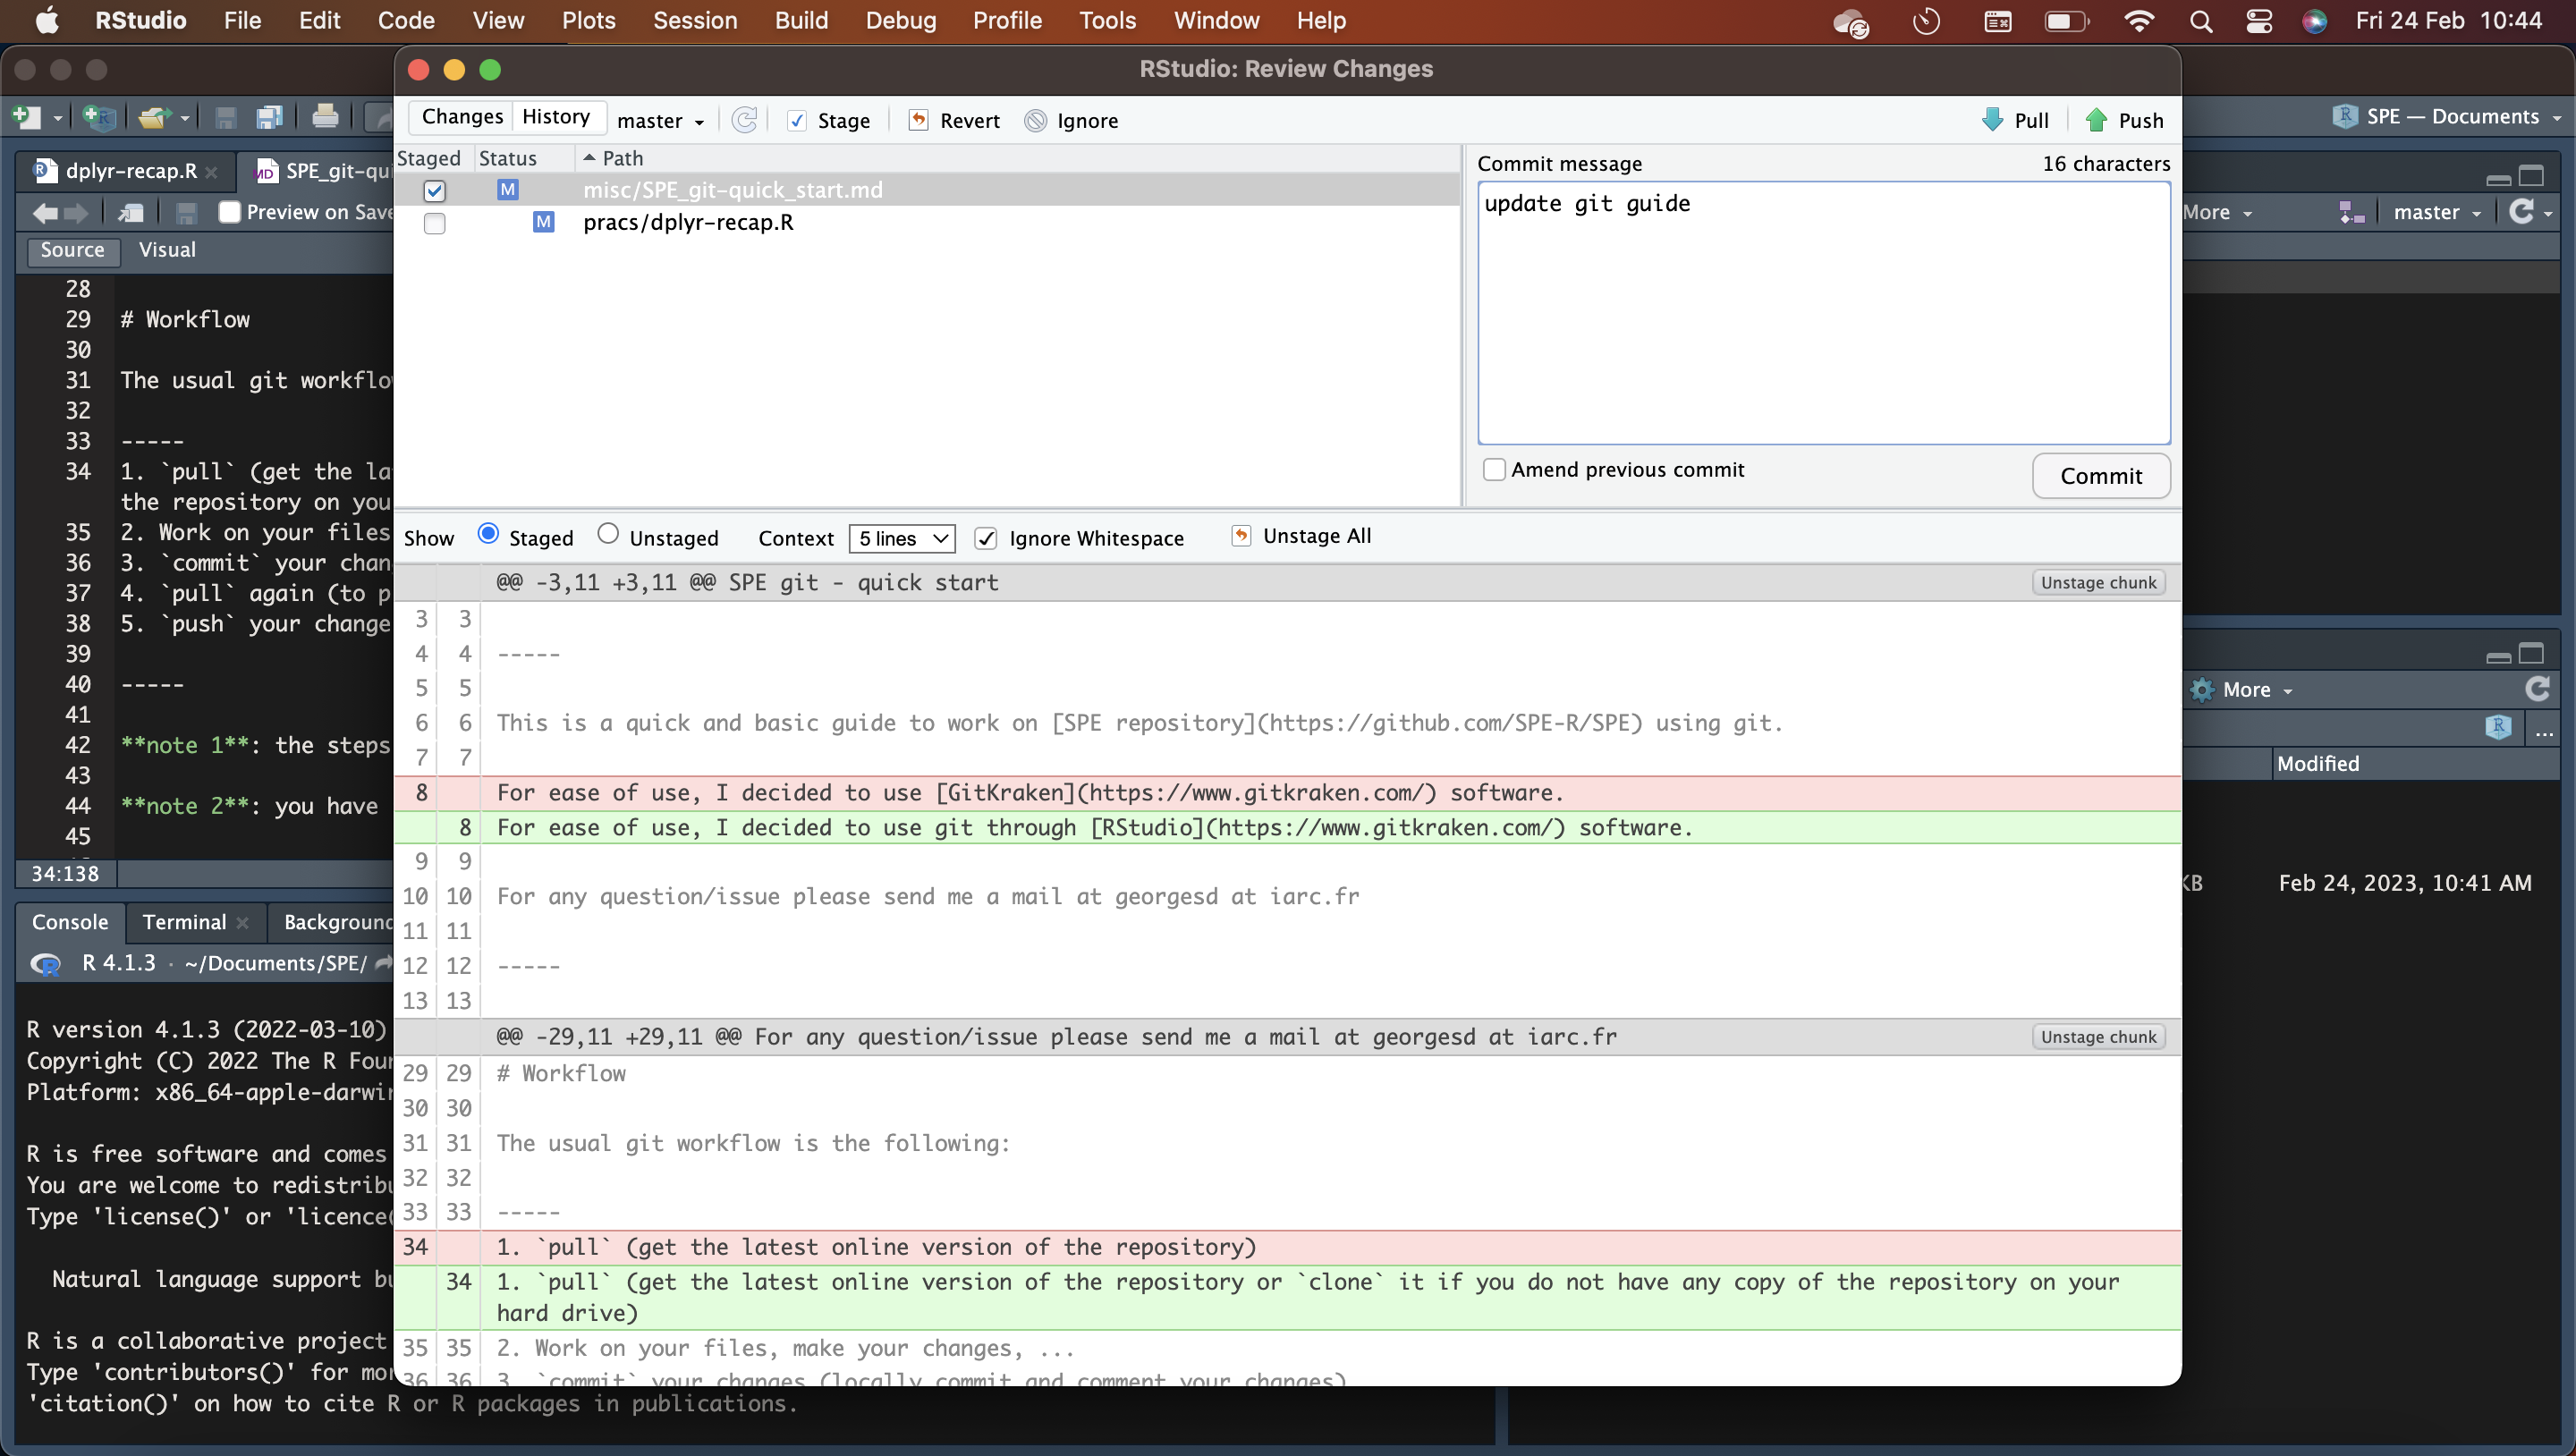 RStudio File Edit Code View Plots Session Build Debug Profile Tools Window Help Fri 24 Feb 10:44
RStudio: Review Changes
Changes History master Stage Revert Ignore Pull Push
SPE — Documents
dplyr-recap.R
MD SPE_git-qui
Preview on Save
Source Visual
28
29 # Workflow
30
31 The usual git workflo
32
33 -----
34 1. `pull` (get the la
the repository on you
35 2. Work on your files
36 3. `commit` your chan
37 4. `pull` again (to p
38 5. `push` your change
39
40 -----
41
42 **note 1**: the steps
43
44 **note 2**: you have
45
34:138
Console Terminal Background
R 4.1.3 · ~/Documents/SPE/
R version 4.1.3 (2022-03-10)
Copyright (C) 2022 The R Foun
Platform: x86_64-apple-darwin
R is free software and comes
You are welcome to redistribu
Type 'license()' or 'licence(
Natural language support bu
R is a collaborative project
Type 'contributors()' for mor
'citation()' on how to cite R or R packages in publications.
Staged Status Path
M misc/SPE_git-quick_start.md
M pracs/dplyr-recap.R
Commit message 16 characters
update git guide
Amend previous commit Commit
Show Staged Unstaged Context 5 lines Ignore Whitespace Unstage All
@@ -3,11 +3,11 @@ SPE git - quick start Unstage chunk
3 3
4 4 -----
5 5
6 6 This is a quick and basic guide to work on [SPE repository](https://github.com/SPE-R/SPE) using git.
7 7
8 For ease of use, I decided to use [GitKraken](https://www.gitkraken.com/) software.
8 For ease of use, I decided to use git through [RStudio](https://www.gitkraken.com/) software.
9 9
10 10 For any question/issue please send me a mail at georgesd at iarc.fr
11 11
12 12 -----
13 13
@@ -29,11 +29,11 @@ For any question/issue please send me a mail at georgesd at iarc.fr Unstage chunk
29 29 # Workflow
30 30
31 31 The usual git workflow is the following:
32 32
33 33 -----
34 1. `pull` (get the latest online version of the repository)
34 1. `pull` (get the latest online version of the repository or `clone` it if you do not have any copy of the repository on your
hard drive)
35 35 2. Work on your files, make your changes, ...
36 36 3. `commit` your changes (locally commit and comment your changes)
More master
More
...
Modified
KB Feb 24, 2023, 10:41 AM